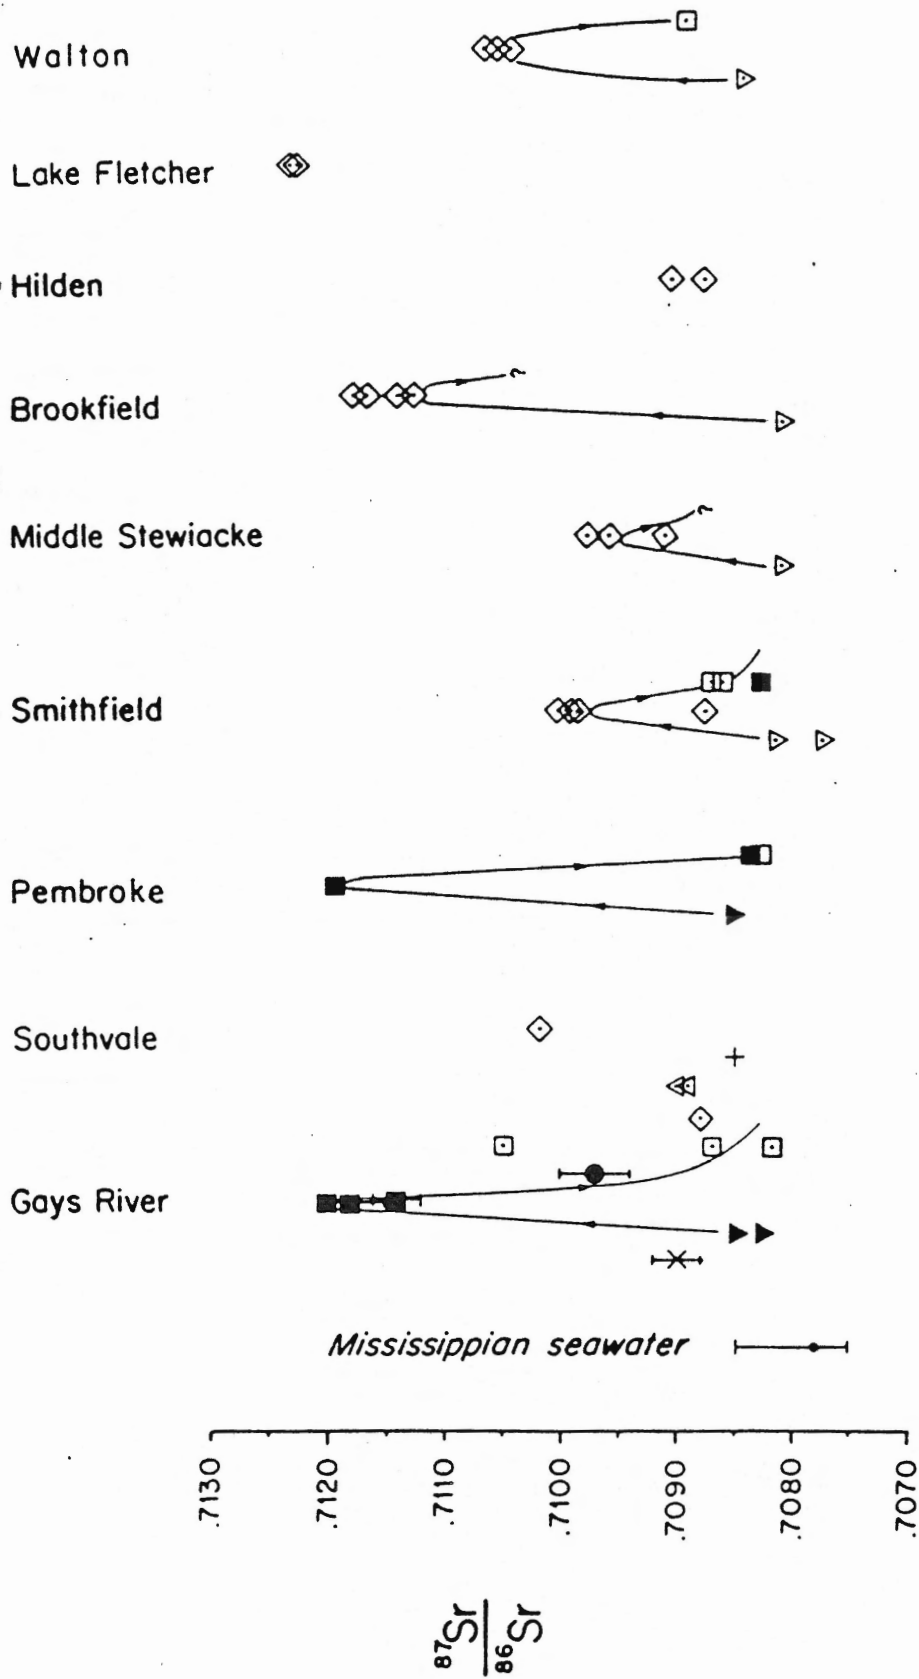 Walton
Lake Fletcher
Hilden
Brookfield
?
Middle Stewiacke
?
Smithfield
Pembroke
Southvale
Gays River
Mississippian seawater
.7130
.7120
.7110
.7100
.7090
.7080
.7070
87Sr
86Sr